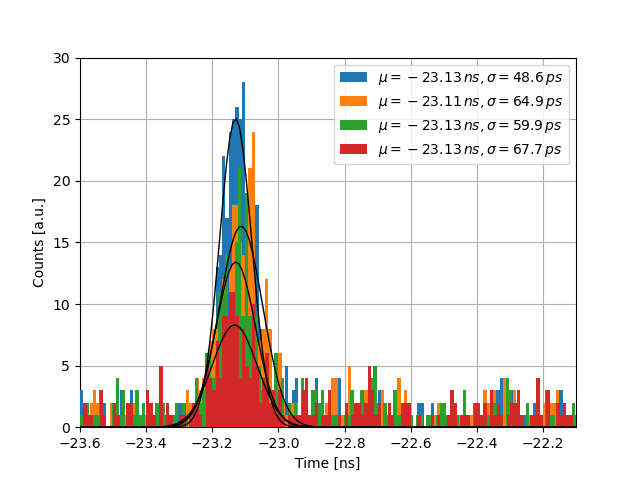 30
25
20
15
10
5
0
Counts [a.u.]
μ = −23.13 ns, σ = 48.6 ps
μ = −23.11 ns, σ = 64.9 ps
μ = −23.13 ns, σ = 59.9 ps
μ = −23.13 ns, σ = 67.7 ps
−23.6 −23.4 −23.2 −23.0 −22.8 −22.6 −22.4 −22.2
Time [ns]